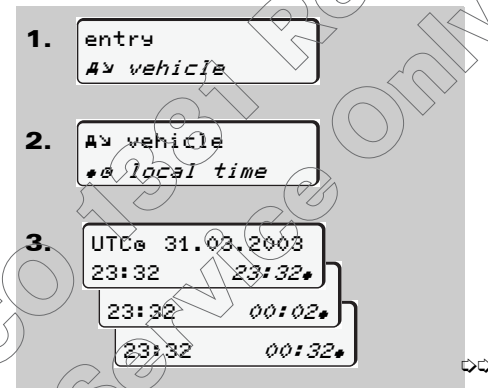 1. entry
vehicle
2. vehicle
local time
3. UTC 31.03.2003
23:32 23:32
23:32 00:02
23:32 00:32